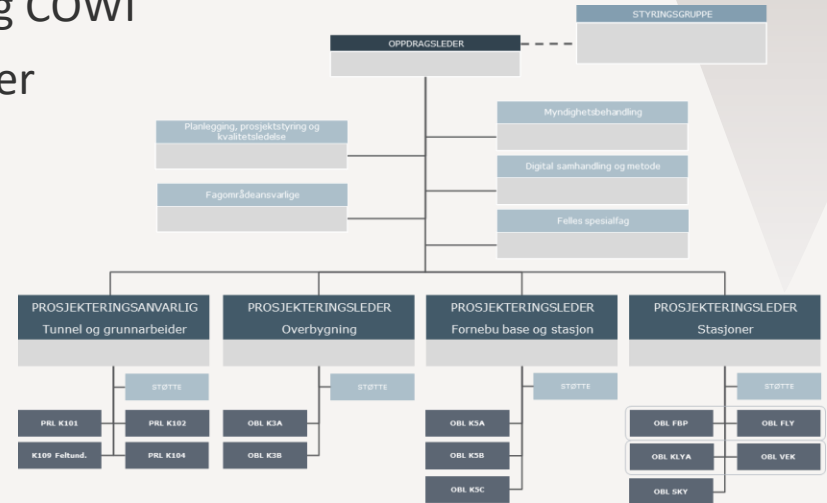 g COWI
er
STYRINGSGRUPPE
OPPDRAGSLEDER
Planlegging, prosjektstyring og
kvalitetsledelse
Myndighetsbehandling
Digital samhandling og metode
Fagområdeansvarlige
Felles spesialfag
PROSJEKTERINGSANVARLIG
Tunnel og grunnarbeider
PROSJEKTERINGSLEDER
Overbygning
PROSJEKTERINGSLEDER
Fornebu base og stasjon
PROSJEKTERINGSLEDER
Stasjoner
STØTTE
STØTTE
STØTTE
STØTTE
PRL K101
PRL K102
OBL K3A
OBL K5A
OBL FBP
OBL FLY
K109 Feltund.
PRL K104
OBL K3B
OBL K5B
OBL KLYA
OBL VEK
OBL K5C
OBL SKY